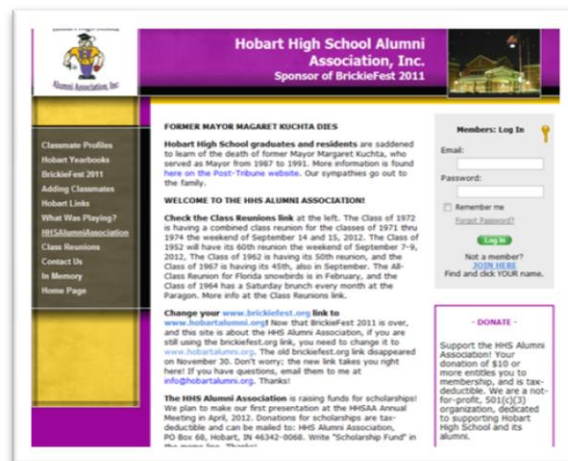 Alumni Association, Inc
Hobart High School Alumni
Association, Inc.
Sponsor of BrickieFest 2011
Classmate Profiles
Hobart Yearbooks
BrickieFest 2011
Adding Classmates
Hobart Links
What Was Playing?
HHSAlumniAssociation
Class Reunions
Contact Us
In Memory
Home Page
FORMER MAYOR MAGARET KUCHTA DIES
Hobart High School graduates and residents are saddened
to learn of the death of former Mayor Margaret Kuchta, who
served as Mayor from 1987 to 1991. More information is found
here on the Post-Tribune website. Our sympathies go out to
the family.
WELCOME TO THE HHS ALUMNI ASSOCIATION!
Check the Class Reunions link at the left. The Class of 1972
is having a combined class reunion for the classes of 1971 thru
1974 the weekend of September 14 and 15, 2012. The Class of
1952 will have its 60th reunion the weekend of September 7-9,
2012, The Class of 1962 is having its 50th reunion, and the
Class of 1967 is having its 45th, also in September. The All-
Class Reunion for Florida snowbirds is in February, and the
Class of 1964 has a Saturday brunch every month at the
Paragon. More info at the Class Reunions link.
Change your www.brickiefest.org link to
www.hobartalumni.org! Now that BrickieFest 2011 is over,
and this site is about the HHS Alumni Association, if you are
still using the brickiefest.org link, you need to change it to
www.hobartalumni.org. The old brickiefest.org link disappeared
on November 30. Don't worry; the new link takes you right
here! If you have questions, email them to me at
info@hobartalumni.org. Thanks!
The HHS Alumni Association is raising funds for scholarships!
We plan to make our first presentation at the HHSAA Annual
Meeting in April, 2012. Donations for scholarships are tax-
deductible and can be mailed to: HHS Alumni Association,
PO Box 68, Hobart, IN 46342-0068. Write "Scholarship Fund" in
the memo line. Thanks!
Members: Log In
Email:
Password:
Remember me
Forgot Password?
Log In
Not a member?
JOIN HERE
Find and click YOUR name.
- DONATE -
Support the HHS Alumni
Association! Your
donation of $10 or
more entitles you to
membership, and is tax-
deductible. We are a not-
for-profit, 501(c)(3)
organization, dedicated
to supporting Hobart
High School and its
alumni.